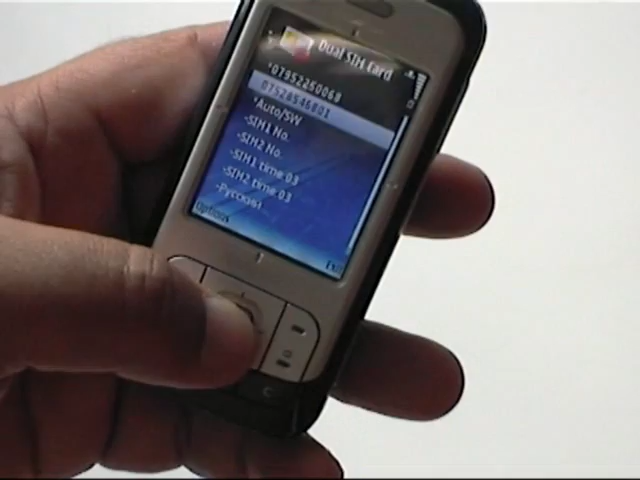 Dual SIM Card
*07952250068
07528546801
*Auto/SW
-SIM1 No.
-SIM2 No.
-SIM1 time 03
-SIM2 time 03
-Русский
Options
Exit